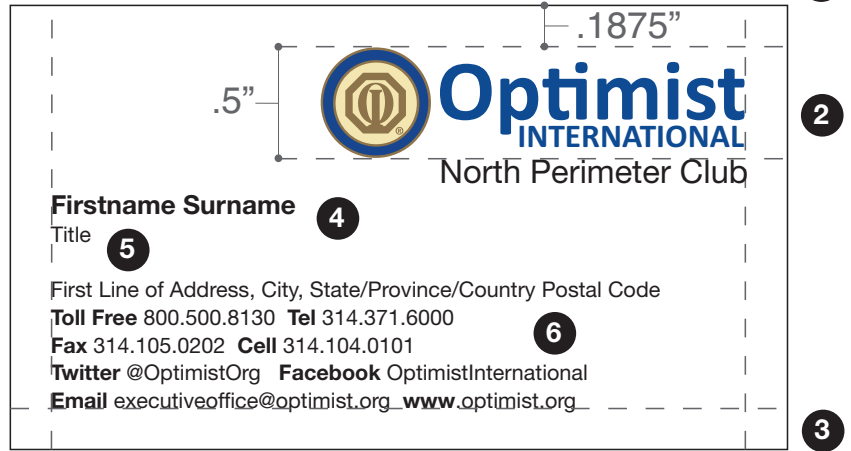 .1875”
.5”
Optimist
INTERNATIONAL
®
2
North Perimeter Club
Firstname Surname
4
Title
5
First Line of Address, City, State/Province/Country Postal Code
Toll Free 800.500.8130 Tel 314.371.6000
6
Fax 314.105.0202 Cell 314.104.0101
Twitter @OptimistOrg Facebook OptimistInternational
Email executiveoffice@optimist.org www.optimist.org
3